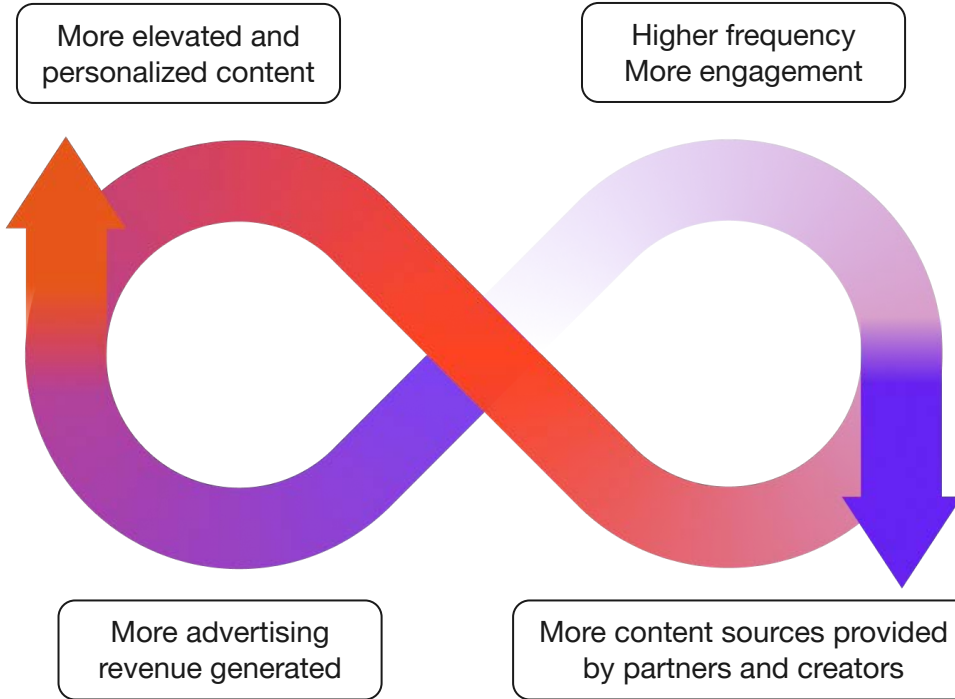 More elevated and
personalized content
Higher frequency
More engagement
More advertising
revenue generated
More content sources provided
by partners and creators